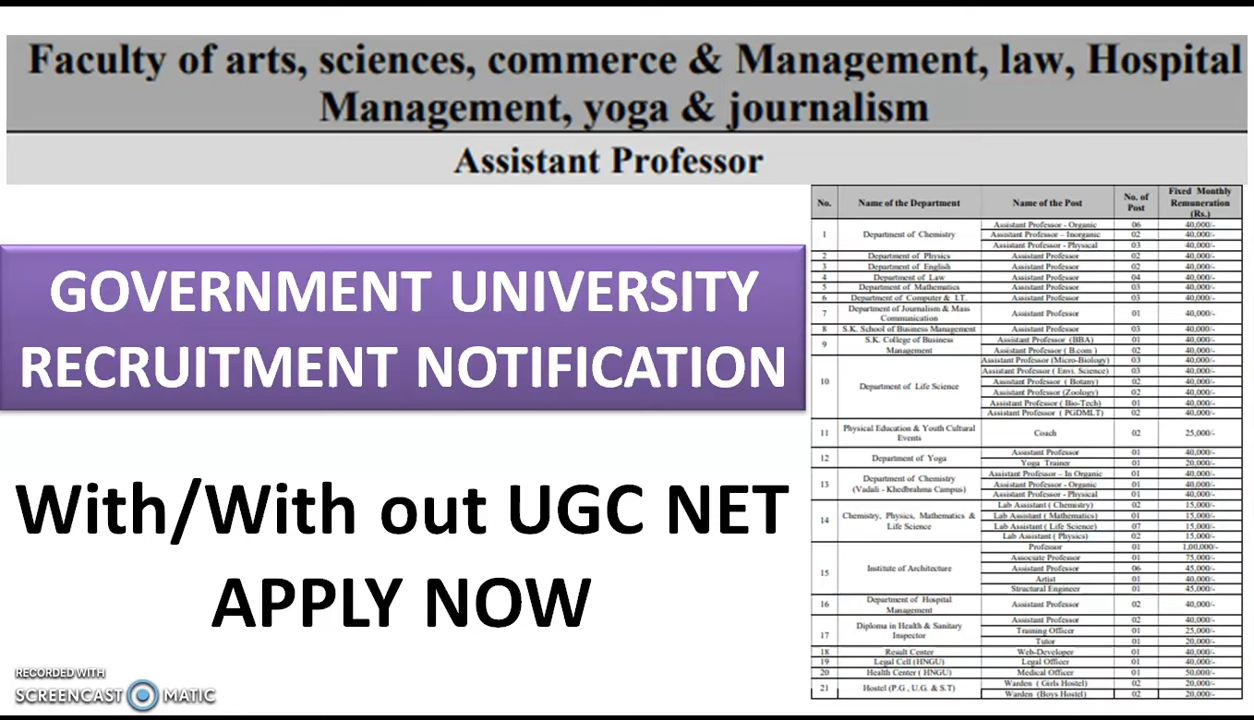 Faculty of arts, sciences, commerce & Management, law, Hospital
Management, yoga & journalism
Assistant Professor
GOVERNMENT UNIVERSITY
RECRUITMENT NOTIFICATION
With/With out UGC NET
APPLY NOW
RECORDED WITH
SCREENCAST MATIC
No. Name of the Department Name of the Post No. of Post Fixed Monthly Remuneration (Rs.)
1 Department of Chemistry Assistant Professor - Organic 06 40,000/-
Assistant Professor – Inorganic 02 40,000/-
Assistant Professor - Physical 03 40,000/-
2 Department of Physics Assistant Professor 02 40,000/-
3 Department of English Assistant Professor 02 40,000/-
4 Department of Law Assistant Professor 04 40,000/-
5 Department of Mathematics Assistant Professor 03 40,000/-
6 Department of Computer & I.T. Assistant Professor 03 40,000/-
7 Department of Journalism & Mass Communication Assistant Professor 01 40,000/-
8 S.K. School of Business Management Assistant Professor 03 40,000/-
9 S.K. College of Business Management Assistant Professor (BBA) 01 40,000/-
Assistant Professor ( B.com ) 02 40,000/-
10 Department of Life Science Assistant Professor (Micro-Biology) 03 40,000/-
Assistant Professor ( Envi. Science) 03 40,000/-
Assistant Professor ( Botany) 02 40,000/-
Assistant Professor (Zoology) 02 40,000/-
Assistant Professor ( Bio-Tech) 01 40,000/-
Assistant Professor ( PGDMLT) 02 40,000/-
11 Physical Education & Youth Cultural Events Coach 02 25,000/-
12 Department of Yoga Assistant Professor 01 40,000/-
Yoga Trainer 01 20,000/-
13 Department of Chemistry (Vadali - Khedbrahma Campus) Assistant Professor – In Organic 01 40,000/-
Assistant Professor - Organic 01 40,000/-
Assistant Professor - Physical 01 40,000/-
14 Chemistry, Physics, Mathematics & Life Science Lab Assistant ( Chemistry) 02 15,000/-
Lab Assistant ( Mathematics) 01 15,000/-
Lab Assistant ( Life Science) 07 15,000/-
Lab Assistant ( Physics) 02 15,000/-
15 Institute of Architecture Professor 01 1,00,000/-
Associate Professor 01 75,000/-
Assistant Professor 06 45,000/-
Artist 01 40,000/-
Structural Engineer 01 45,000/-
16 Department of Hospital Management Assistant Professor 02 40,000/-
17 Diploma in Health & Sanitary Inspector Assistant Professor 02 40,000/-
Training Officer 01 25,000/-
Tutor 01 20,000/-
18 Result Center Web-Developer 01 40,000/-
19 Legal Cell (HNGU) Legal Officer 01 40,000/-
20 Health Center ( HNGU) Medical Officer 01 50,000/-
21 Hostel (P.G , U.G. & S.T) Warden ( Girls Hostel) 02 20,000/-
Warden (Boys Hostel) 02 20,000/-